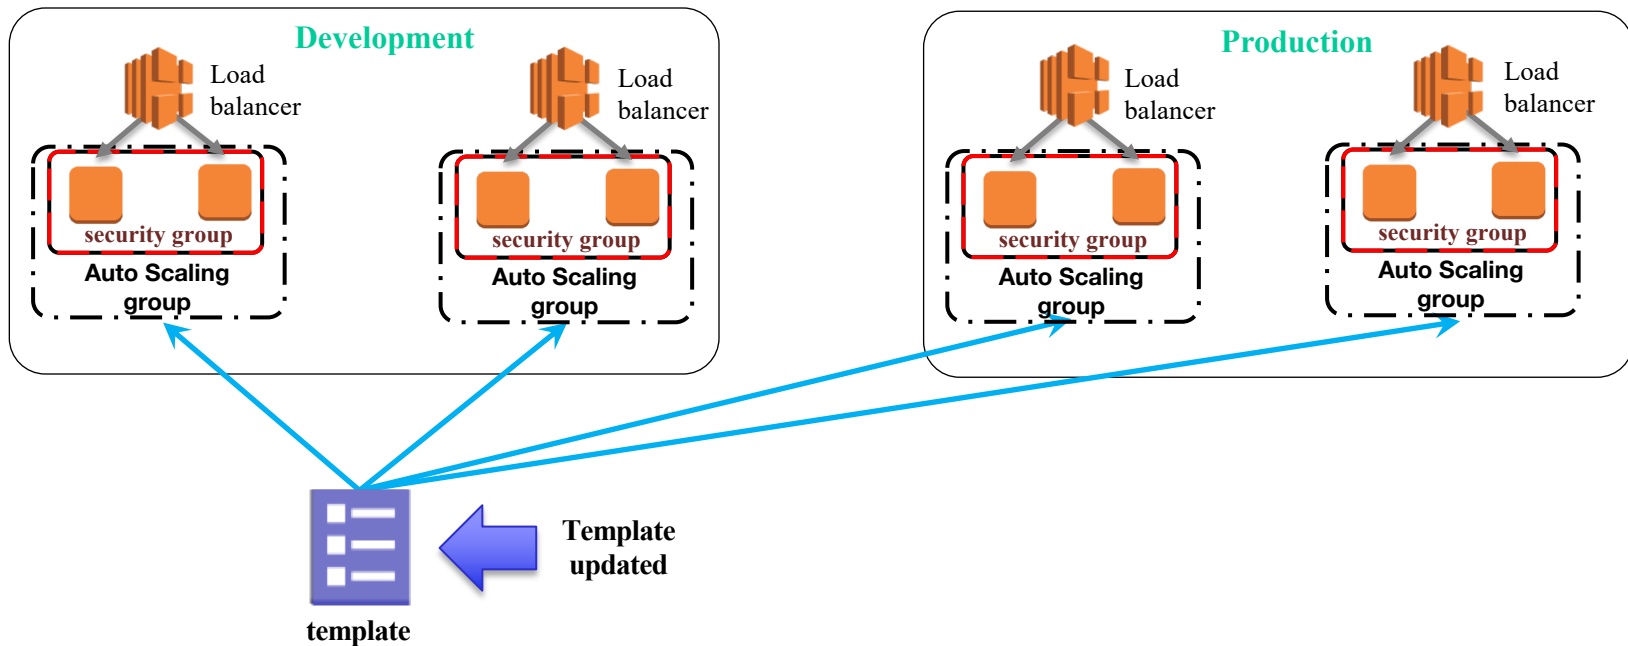 Development
Load
balancer
security group
Auto Scaling
group
Load
balancer
security group
Auto Scaling
group
Production
Load
balancer
security group
Auto Scaling
group
Load
balancer
security group
Auto Scaling
group
Template
updated
template